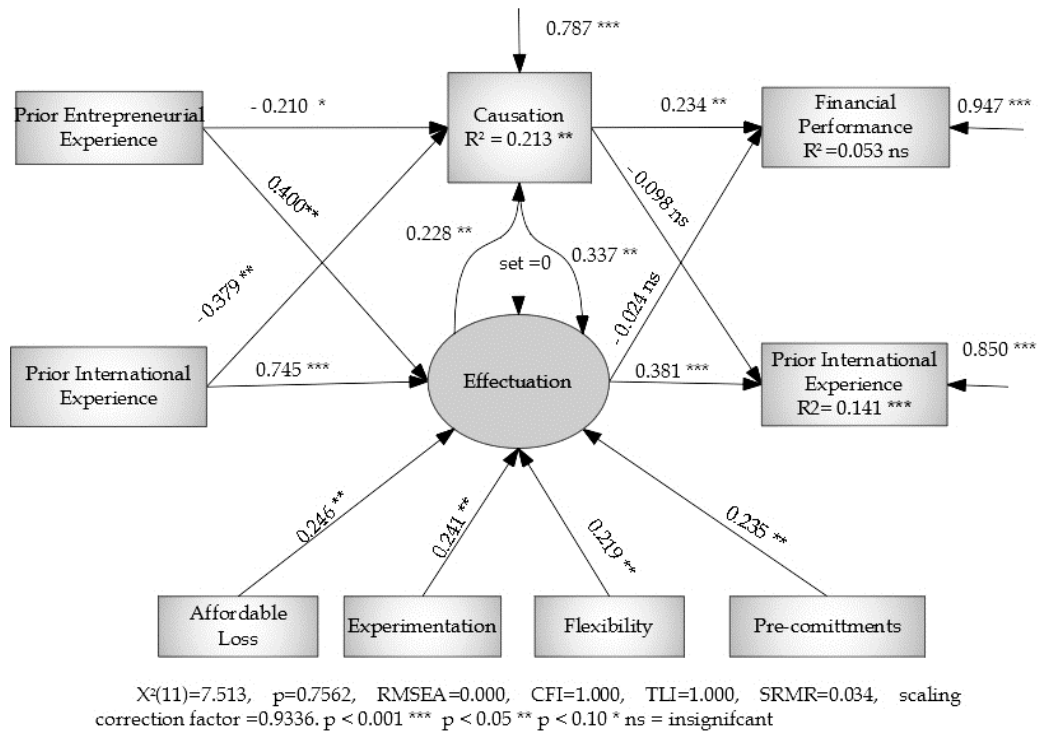 0.787 ***
Prior Entrepreneurial
Experience
- 0.210 *
Causation
R² = 0.213 **
0.234 **
Financial
Performance
R² =0.053 ns
0.947 ***
0.400**
- 0.098 ns
0.228 **
0.337 **
set =0
- 0.379 **
- 0.024 ns
Prior International
Experience
0.745 ***
Effectuation
0.381 ***
Prior International
Experience
R2= 0.141 ***
0.850 ***
0.246 **
0.241 **
0.219 **
0.235 **
Affordable
Loss
Experimentation
Flexibility
Pre-comittments
X²(11)=7.513, p=0.7562, RMSEA=0.000, CFI=1.000, TLI=1.000, SRMR=0.034, scaling
correction factor =0.9336. p < 0.001 *** p < 0.05 ** p < 0.10 * ns = insignifcant